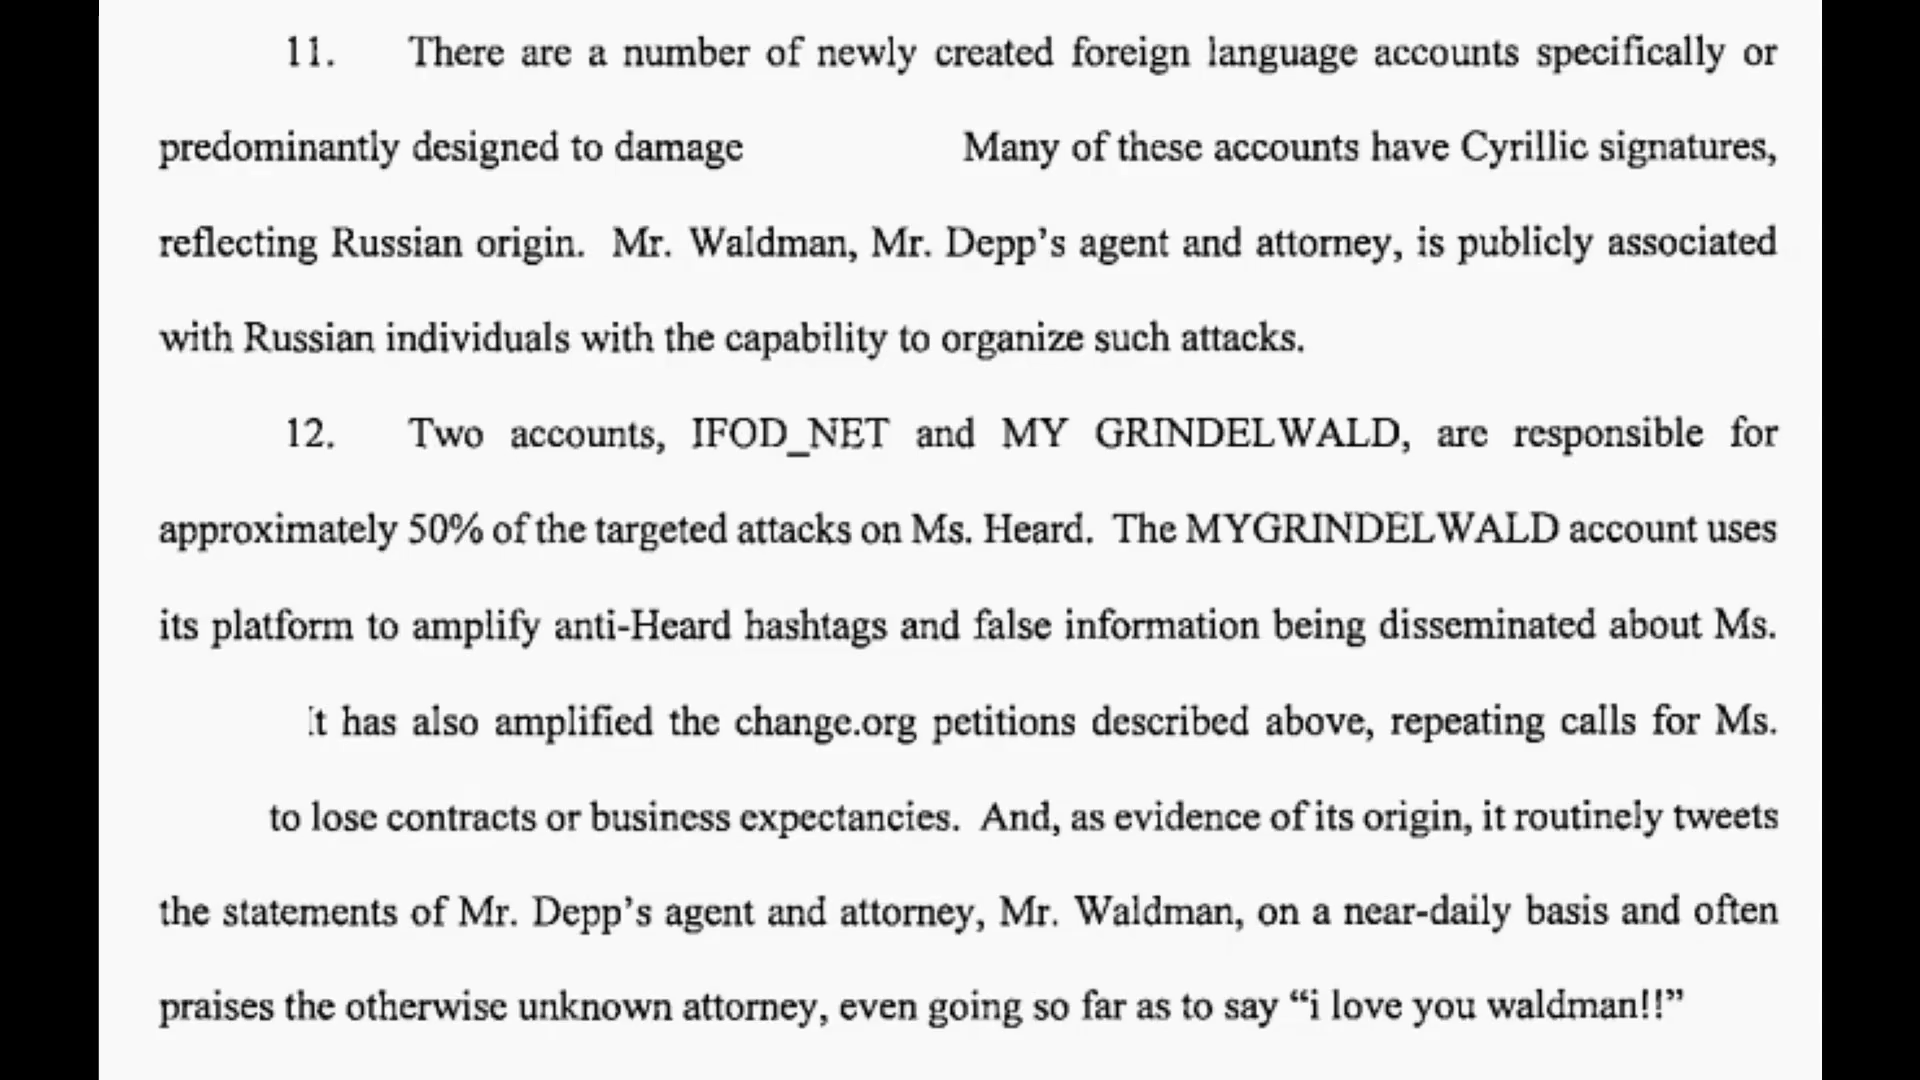 11. There are a number of newly created foreign language accounts specifically or
predominantly designed to damage Many of these accounts have Cyrillic signatures,
reflecting Russian origin. Mr. Waldman, Mr. Depp’s agent and attorney, is publicly associated
with Russian individuals with the capability to organize such attacks.
12. Two accounts, IFOD_NET and MY GRINDELWALD, are responsible for
approximately 50% of the targeted attacks on Ms. Heard. The MYGRINDELWALD account uses
its platform to amplify anti-Heard hashtags and false information being disseminated about Ms.
It has also amplified the change.org petitions described above, repeating calls for Ms.
to lose contracts or business expectancies. And, as evidence of its origin, it routinely tweets
the statements of Mr. Depp’s agent and attorney, Mr. Waldman, on a near-daily basis and often
praises the otherwise unknown attorney, even going so far as to say “i love you waldman!!”